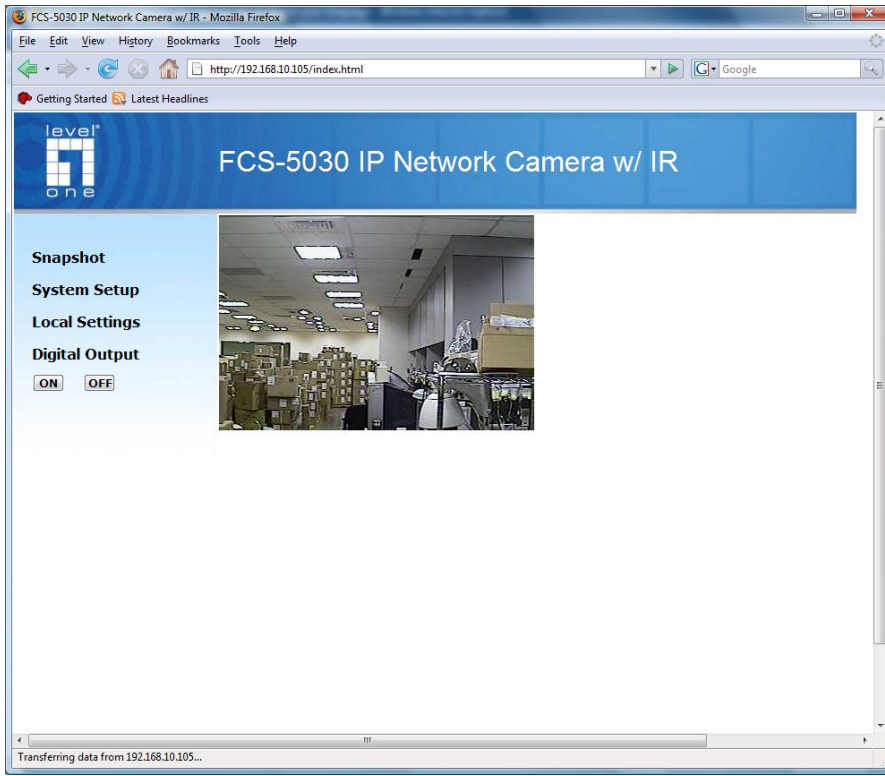 FCS-5030 IP Network Camera w/ IR - Mozilla Firefox
File Edit View History Bookmarks Tools Help
http://192.168.10.105/index.html
G Google
Getting Started Latest Headlines
level
one
FCS-5030 IP Network Camera w/ IR
Snapshot
System Setup
Local Settings
Digital Output
ON OFF
Transferring data from 192.168.10.105...